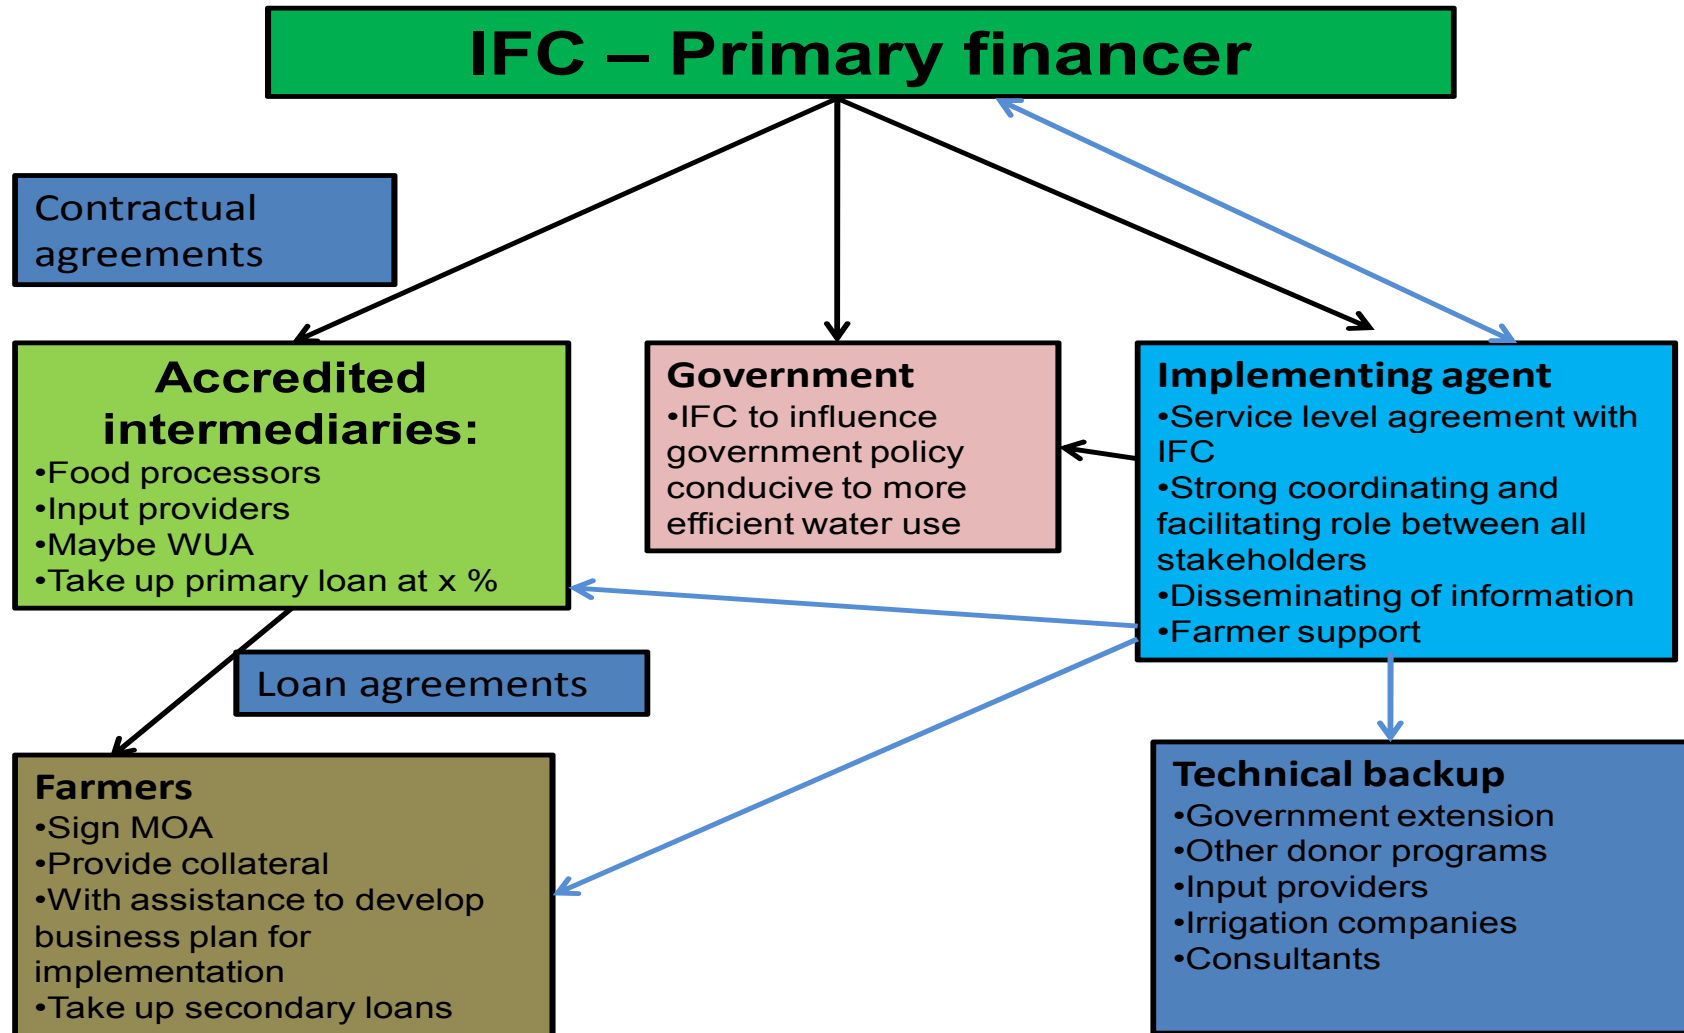 IFC – Primary financer
Contractual
agreements
Accredited
intermediaries:
•Food processors
•Input providers
•Maybe WUA
•Take up primary loan at x %
Government
•IFC to influence
government policy
conducive to more
efficient water use
Implementing agent
•Service level agreement with
IFC
•Strong coordinating and
facilitating role between all
stakeholders
•Disseminating of information
•Farmer support
Loan agreements
Farmers
•Sign MOA
•Provide collateral
•With assistance to develop
business plan for
implementation
•Take up secondary loans
Technical backup
•Government extension
•Other donor programs
•Input providers
•Irrigation companies
•Consultants